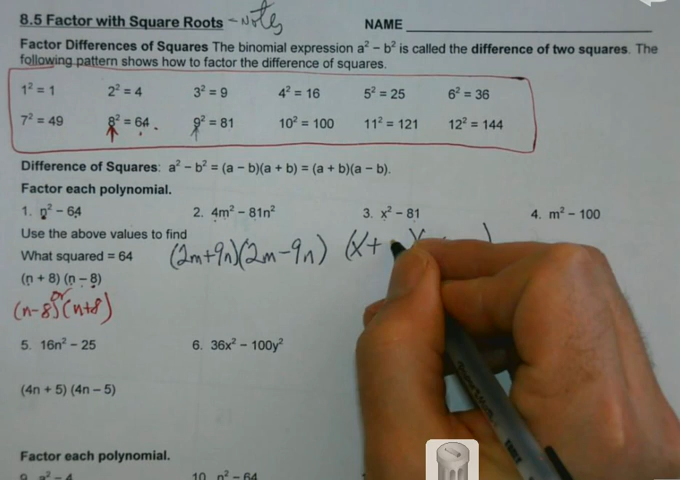 8.5 Factor with Square Roots – Notes NAME
Factor Differences of Squares The binomial expression a² – b² is called the difference of two squares. The
following pattern shows how to factor the difference of squares.
1² = 1 2² = 4 3² = 9 4² = 16 5² = 25 6² = 36
7² = 49 8² = 64 9² = 81 10² = 100 11² = 121 12² = 144
Difference of Squares: a² – b² = (a – b)(a + b) = (a + b)(a – b).
Factor each polynomial.
1. n² – 64 2. 4m² – 81n² 3. x² – 81 4. m² – 100
Use the above values to find
What squared = 64 (2m+9n)(2m–9n) (x+ )( )
(n + 8) (n – 8)
or
(n–8) (n+8)
5. 16n² – 25 6. 36x² – 100y²
(4n + 5) (4n – 5)
Factor each polynomial.
9. a² – 4 10. n² – 64